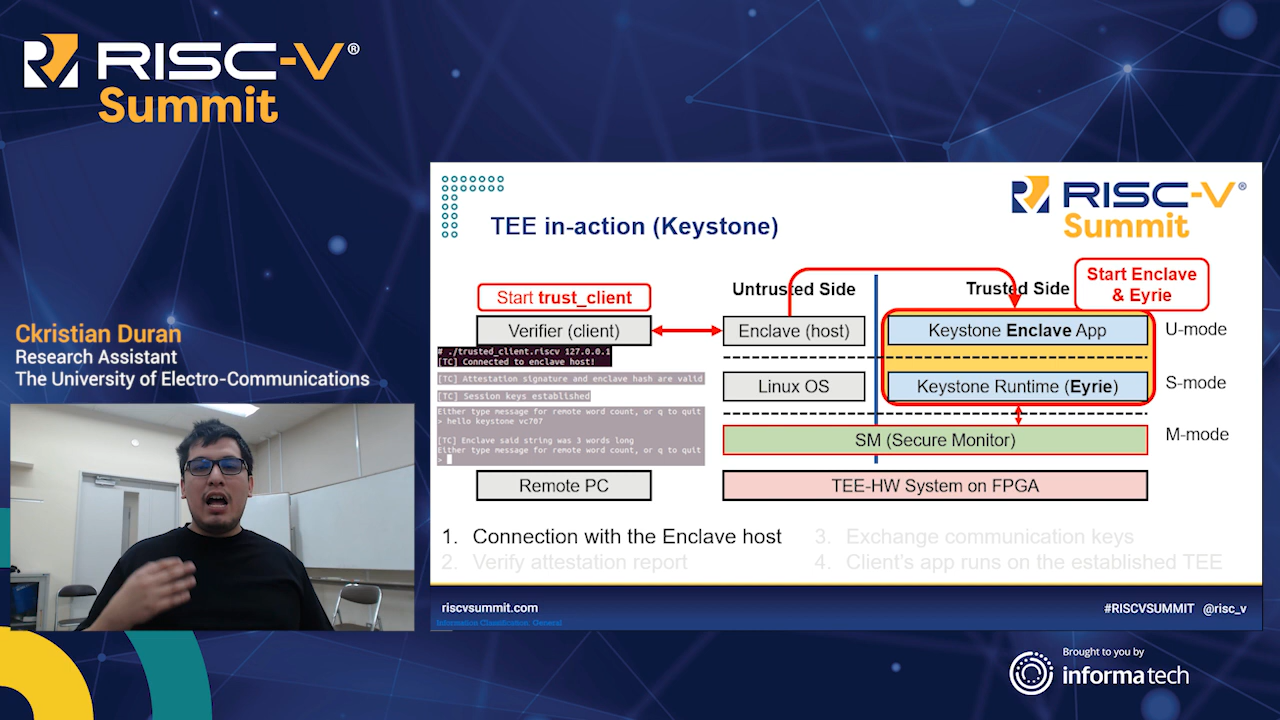 RISC-V®
Summit
Ckristian Duran
Research Assistant
The University of Electro-Communications
RISC-V®
Summit
TEE in-action (Keystone)
Start Enclave
& Eyrie
Untrusted Side
Trusted Side
Start trust_client
Verifier (client)
Enclave (host)
Keystone Enclave App
U-mode
# ./trusted_client.riscv 127.0.0.1
[TC] Connected to enclave host!
[TC] Attestation signature and enclave hash are valid
[TC] Session keys established
Either type message for remote word count, or q to quit
> hello keystone vc707
[TC] Enclave said string was 3 words long
Either type message for remote word count, or q to quit
>
Linux OS
Keystone Runtime (Eyrie)
S-mode
SM (Secure Monitor)
M-mode
Remote PC
TEE-HW System on FPGA
1. Connection with the Enclave host
2. Verify attestation report
3. Exchange communication keys
4. Client's app runs on the established TEE
riscvsummit.com
#RISCVSUMMIT @risc_v
Information Classification: General
Brought to you by
informa tech